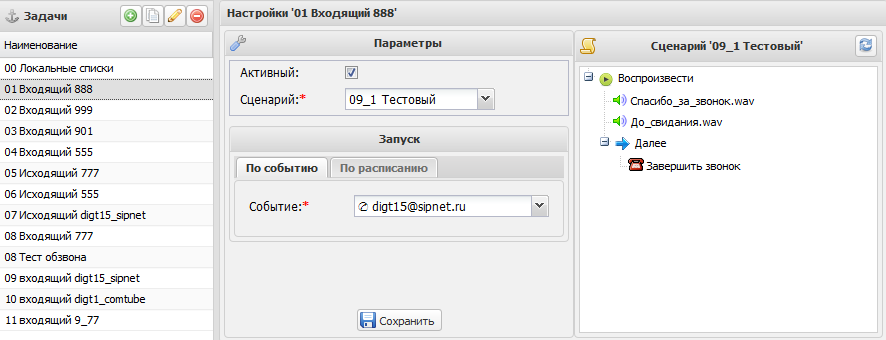 Задачи
Наименование
00 Локальные списки
01 Входящий 888
02 Входящий 999
03 Входящий 901
04 Входящий 555
05 Исходящий 777
06 Исходящий 555
07 Исходящий digt15_sipnet
08 Входящий 777
08 Тест обзвона
09 входящий digt15_sipnet
10 входящий digt1_comtube
11 входящий 9_77
Настройки '01 Входящий 888'
Параметры
Активный:
Сценарий:* 09_1 Тестовый
Запуск
По событию По расписанию
Событие:* ✆ digt15@sipnet.ru
Сохранить
Сценарий '09_1 Тестовый'
Воспроизвести
Спасибо_за_звонок.wav
До_свидания.wav
Далее
Завершить звонок